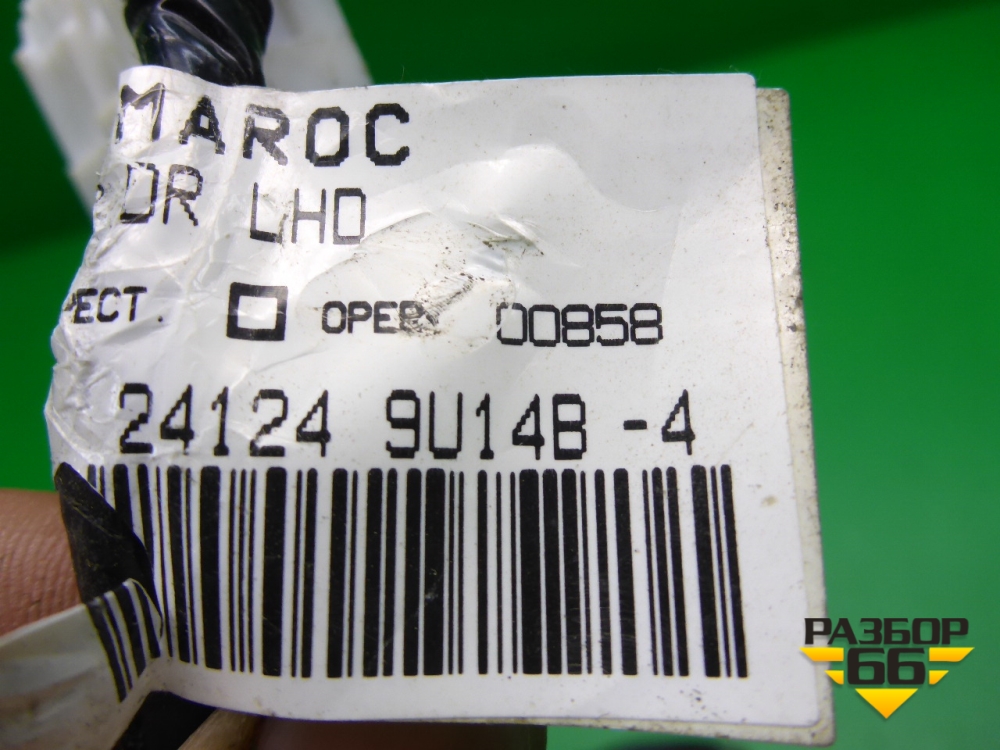 MAROC
DR LHD
PECT. OPER 00858
24124 9U14B -4
РАЗБОР
66